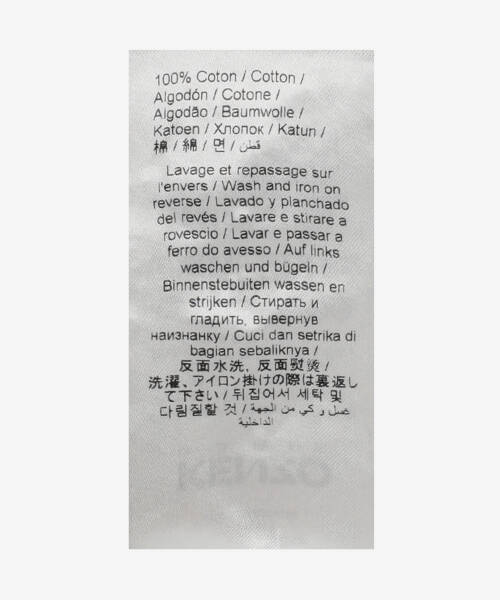 100% Coton / Cotton /
Algodón / Cotone /
Algodão / Baumwolle /
Katoen / Хлопок / Katun /
棉 / 綿 / 면 / قطن
Lavage et repassage sur
l'envers / Wash and iron on
reverse / Lavado y planchado
del revés / Lavare e stirare a
rovescio / Lavar e passar a
ferro do avesso / Auf links
waschen und bügeln /
Binnenstebuiten wassen en
strijken / Стирать и
гладить, вывернув
наизнанку / Cuci dan setrika di
bagian sebaliknya /
反面水洗, 反面熨烫 /
洗濯、アイロン掛けの際は裏返し
て下さい / 뒤집어서 세탁 및
다림질할 것 / غسل و كي من الجهة
الداخلية
KENZO